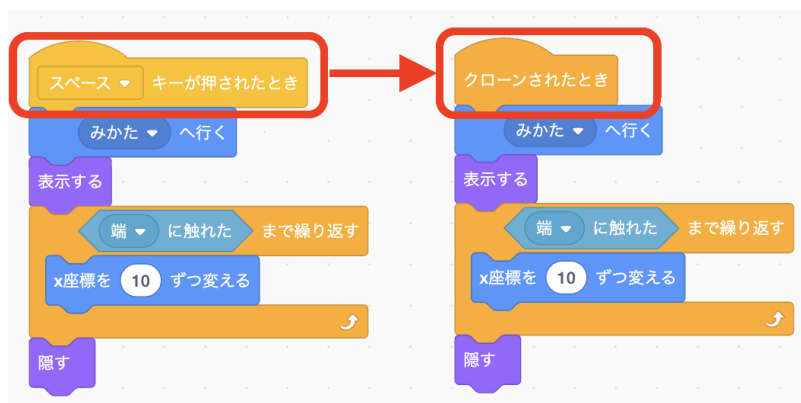 スペース キーが押されたとき
みかた へ行く
表示する
端 に触れた まで繰り返す
x座標を 10 ずつ変える
隠す
クローンされたとき
みかた へ行く
表示する
端 に触れた まで繰り返す
x座標を 10 ずつ変える
隠す